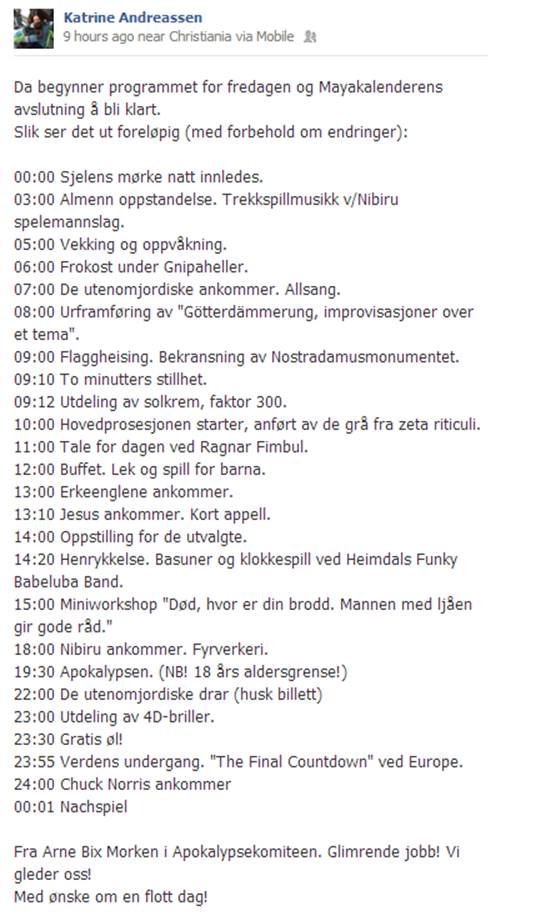 Katrine Andreassen
9 hours ago near Christiania via Mobile
Da begynner programmet for fredagen og Mayakalenderens
avslutning å bli klart.
Slik ser det ut foreløpig (med forbehold om endringer):
00:00 Sjelens mørke natt innledes.
03:00 Almenn oppstandelse. Trekkspillmusikk v/Nibiru
spelemannslag.
05:00 Vekking og oppvåkning.
06:00 Frokost under Gnipaheller.
07:00 De utenomjordiske ankommer. Allsang.
08:00 Urframføring av "Götterdämmerung, improvisasjoner over
et tema".
09:00 Flaggheising. Bekransning av Nostradamusmonumentet.
09:10 To minutters stillhet.
09:12 Utdeling av solkrem, faktor 300.
10:00 Hovedprosesjonen starter, anført av de grå fra zeta riticuli.
11:00 Tale for dagen ved Ragnar Fimbul.
12:00 Buffet. Lek og spill for barna.
13:00 Erkeenglene ankommer.
13:10 Jesus ankommer. Kort appell.
14:00 Oppstilling for de utvalgte.
14:20 Henrykkelse. Basuner og klokkespill ved Heimdals Funky
Babeluba Band.
15:00 Miniworkshop "Død, hvor er din brodd. Mannen med ljåen
gir gode råd."
18:00 Nibiru ankommer. Fyrverkeri.
19:30 Apokalypsen. (NB! 18 års aldersgrense!)
22:00 De utenomjordiske drar (husk billett)
23:00 Utdeling av 4D-briller.
23:30 Gratis øl!
23:55 Verdens undergang. "The Final Countdown" ved Europe.
24:00 Chuck Norris ankommer
00:01 Nachspiel
Fra Arne Bix Morken i Apokalypsekomiteen. Glimrende jobb! Vi
gleder oss!
Med ønske om en flott dag!